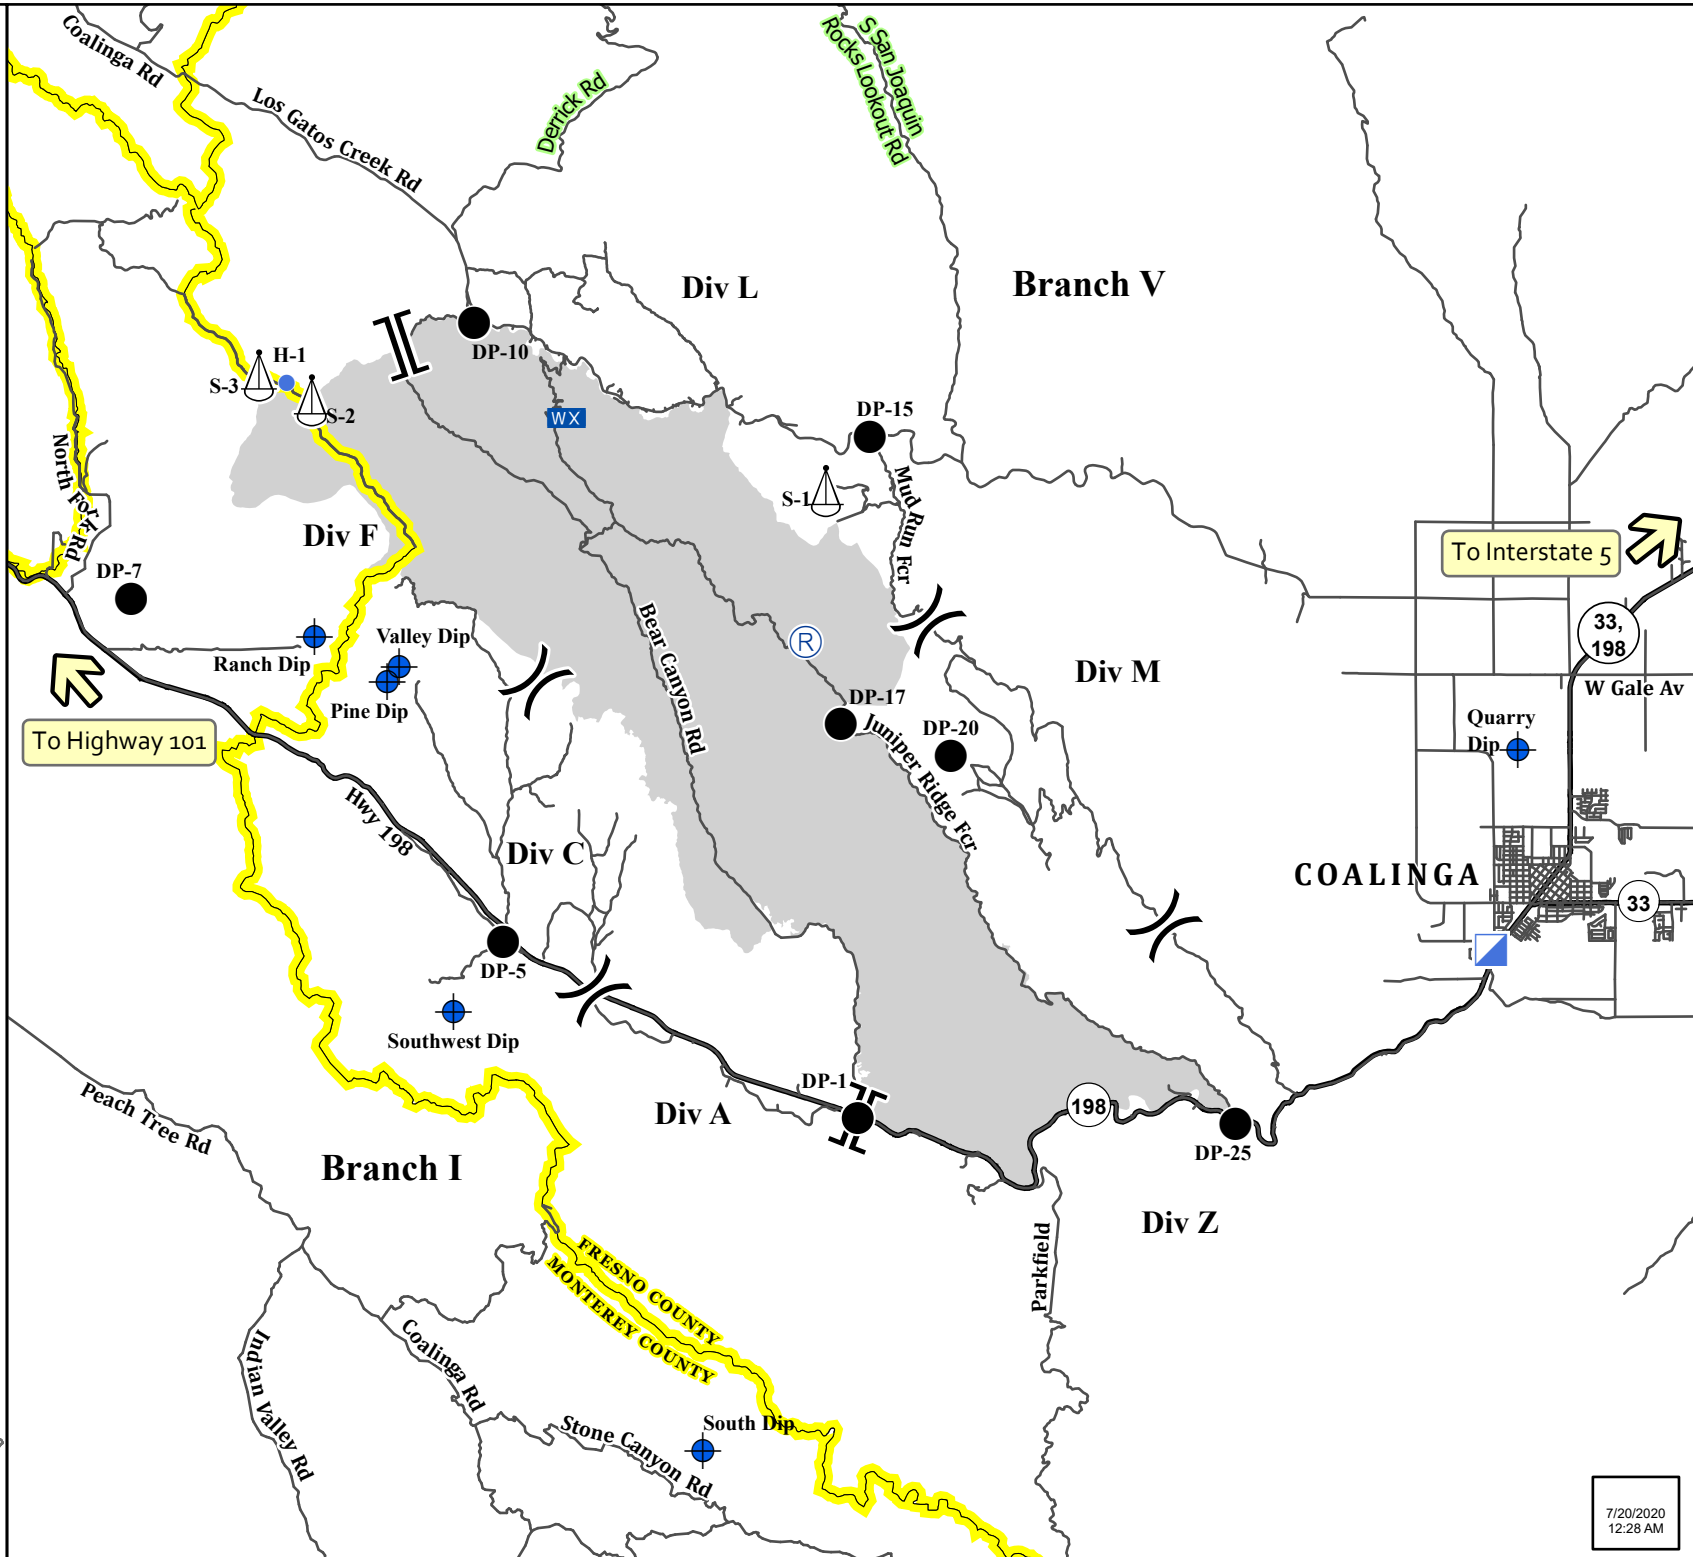 Coalinga Rd
Los Gatos Creek Rd
Derrick Rd
S San Joaquin
Rocks Lookout Rd
Div L
Branch V
DP-10
H-1
S-3
S-2
WX
DP-15
S-1
Mud Run Fcr
North Fork Rd
Div F
DP-7
To Interstate 5
33,
198
Ranch Dip
Valley Dip
Pine Dip
Bear Canyon Rd
R
Div M
W Gale Av
To Highway 101
DP-17
Juniper Ridge Fcr
DP-20
Quarry
Dip
Hwy 198
Div C
COALINGA
33
DP-5
Southwest Dip
DP-1
198
Div A
DP-25
Peach Tree Rd
Branch I
Div Z
Parkfield
FRESNO COUNTY
MONTEREY COUNTY
Indian Valley Rd
Coalinga Rd
Stone Canyon Rd
South Dip
7/20/2020
12:28 AM